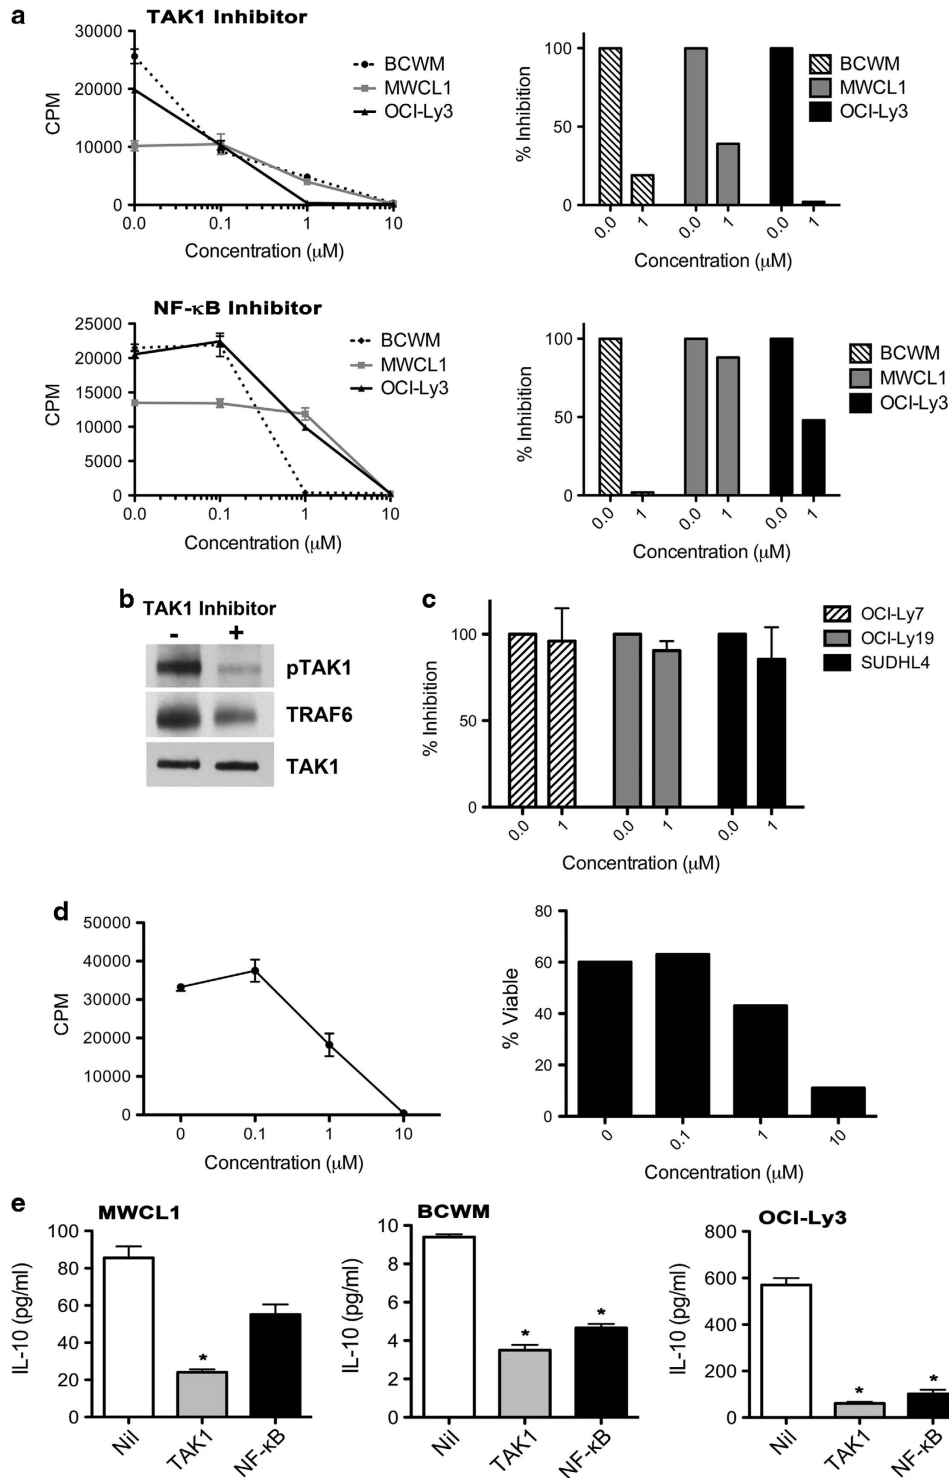 a
TAK1 Inhibitor
30000
20000
10000
0
CPM
0.0
0.1
1
10
Concentration (μM)
BCWM
MWCL1
OCI-Ly3
100
50
0
% Inhibition
0.0
1
0.0
1
0.0
1
Concentration (μM)
BCWM
MWCL1
OCI-Ly3
NF-κB Inhibitor
25000
20000
15000
10000
5000
0
CPM
0.0
0.1
1
10
Concentration (μM)
BCWM
MWCL1
OCI-Ly3
100
50
0
% Inhibition
0.0
1
0.0
1
0.0
1
Concentration (μM)
BCWM
MWCL1
OCI-Ly3
b
TAK1 Inhibitor
- +
pTAK1
TRAF6
TAK1
c
100
50
0
% Inhibition
0.0
1
0.0
1
0.0
1
Concentration (μM)
OCI-Ly7
OCI-Ly19
SUDHL4
d
50000
40000
30000
20000
10000
0
CPM
0
0.1
1
10
Concentration (μM)
80
60
40
20
0
% Viable
0
0.1
1
10
Concentration (μM)
e
MWCL1
100
80
60
40
20
0
IL-10 (pg/ml)
*
Nil
TAK1
NF-κB
BCWM
10
8
6
4
2
0
IL-10 (pg/ml)
*
*
Nil
TAK1
NF-κB
OCI-Ly3
800
600
400
200
0
IL-10 (pg/ml)
*
*
Nil
TAK1
NF-κB